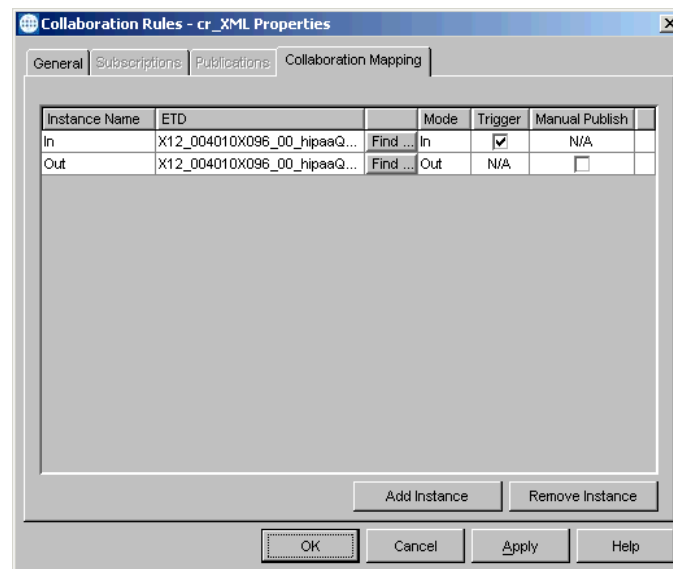 Collaboration Rules - cr_XML Properties
General Subscriptions Publications Collaboration Mapping
Instance Name ETD Mode Trigger Manual Publish
In X12_004010X096_00_hipaaQ... Find ... In N/A
Out X12_004010X096_00_hipaaQ... Find ... Out N/A
Add Instance Remove Instance
OK Cancel Apply Help